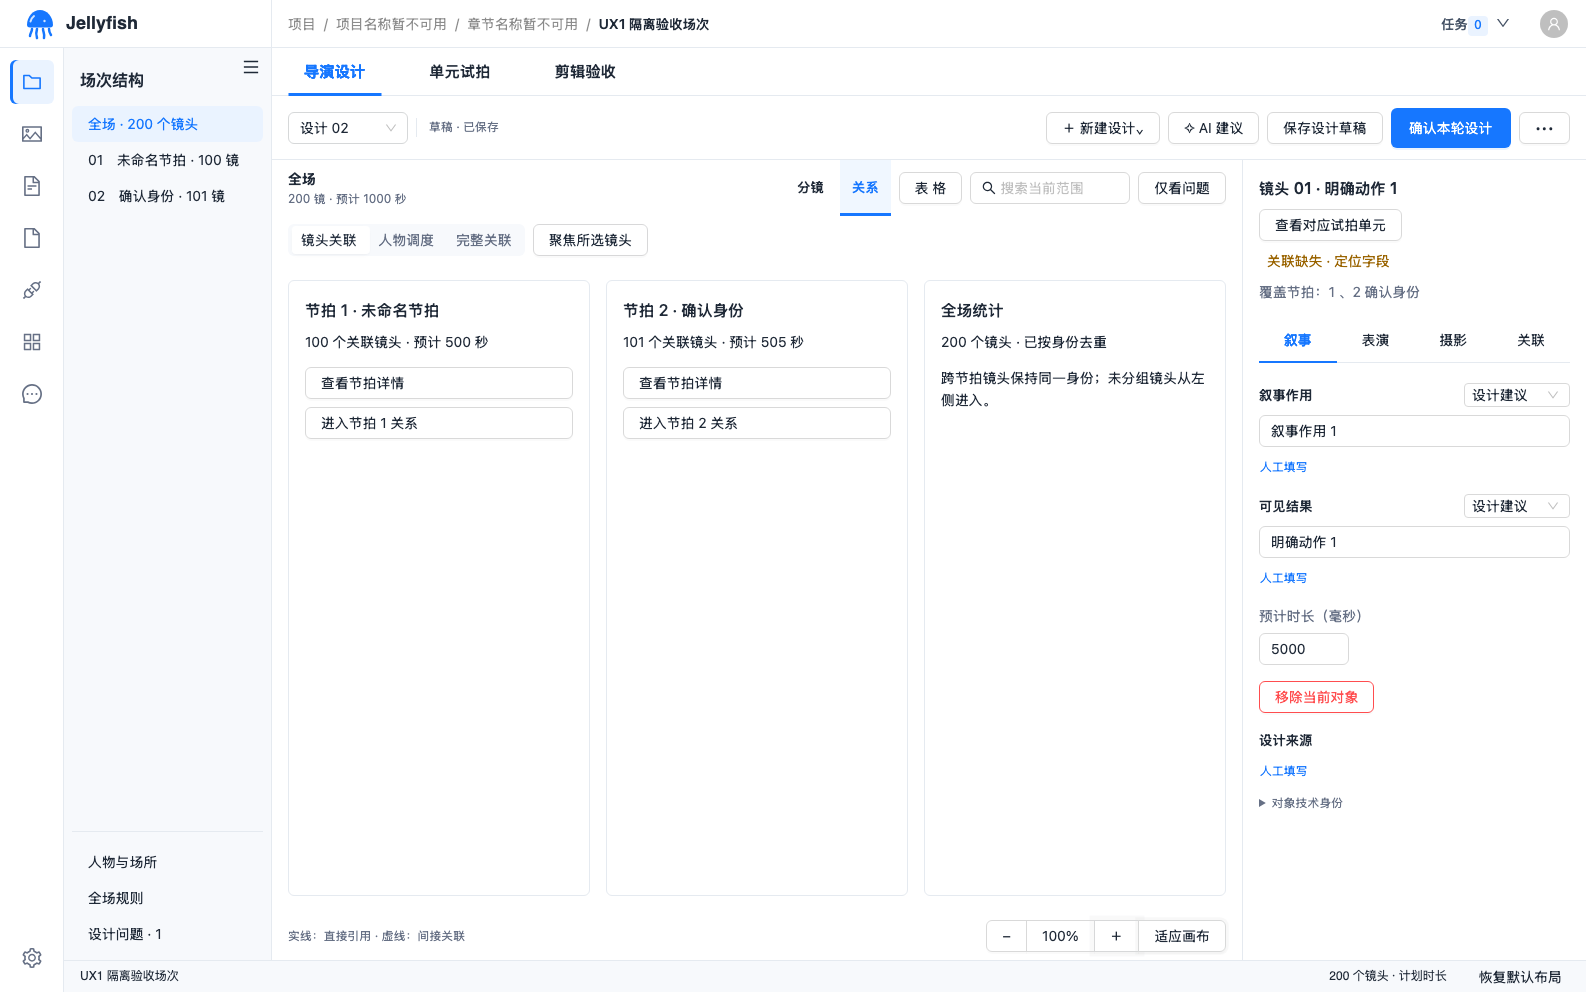 Jellyfish
项目 / 项目名称暂不可用 / 章节名称暂不可用 / UX1 隔离验收场次
任务 0
场次结构
全场 · 200 个镜头
01 未命名节拍 · 100 镜
02 确认身份 · 101 镜
人物与场所
全场规则
设计问题 · 1
导演设计 单元试拍 剪辑验收
设计 02
草稿 · 已保存
+ 新建设计
AI 建议
保存设计草稿
确认本轮设计
...
全场
200 镜 · 预计 1000 秒
分镜 关系 表 格
搜索当前范围
仅看问题
镜头关联 人物调度 完整关联
聚焦所选镜头
节拍 1 · 未命名节拍
100 个关联镜头 · 预计 500 秒
查看节拍详情
进入节拍 1 关系
节拍 2 · 确认身份
101 个关联镜头 · 预计 505 秒
查看节拍详情
进入节拍 2 关系
全场统计
200 个镜头 · 已按身份去重
跨节拍镜头保持同一身份；未分组镜头从左
侧进入。
实线：直接引用 · 虚线：间接关联
− 100% + 适应画布
镜头 01 · 明确动作 1
查看对应试拍单元
关联缺失 · 定位字段
覆盖节拍：1 、2 确认身份
叙事 表演 摄影 关联
叙事作用
设计建议
叙事作用 1
人工填写
可见结果
设计建议
明确动作 1
人工填写
预计时长（毫秒）
5000
移除当前对象
设计来源
人工填写
对象技术身份
UX1 隔离验收场次
200 个镜头 · 计划时长
恢复默认布局